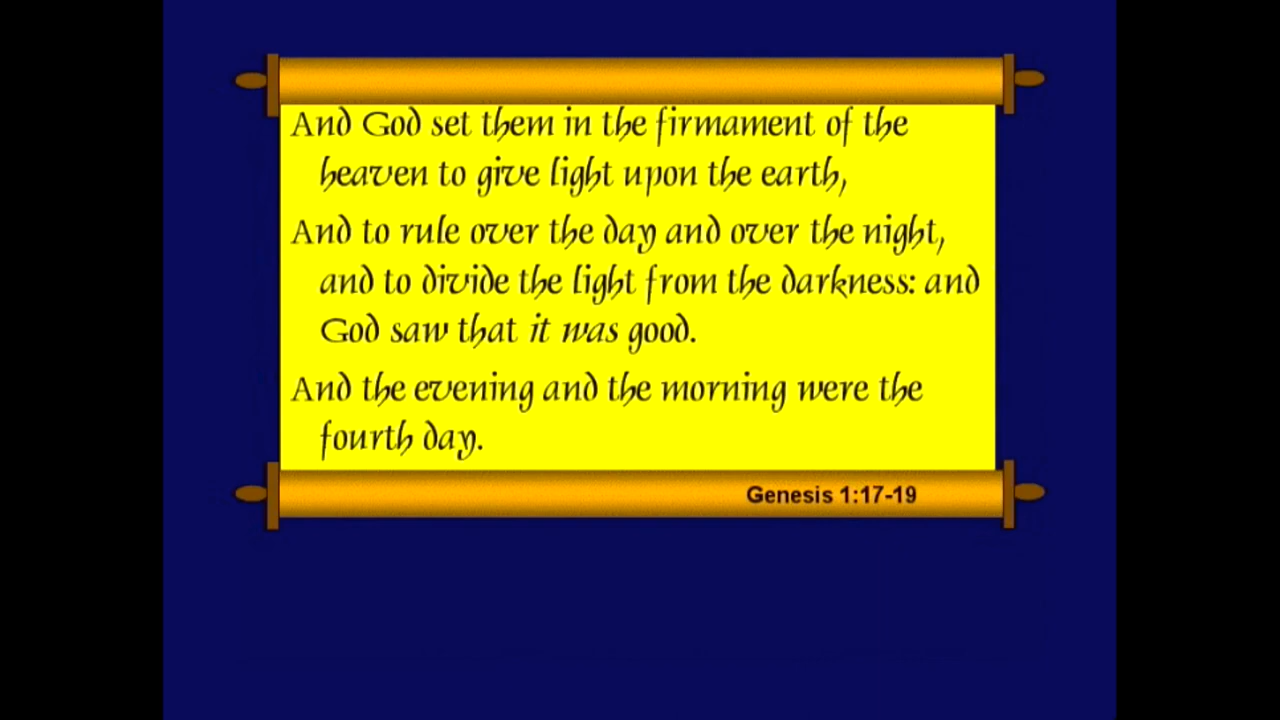 And God set them in the firmament of the
heaven to give light upon the earth,
And to rule over the day and over the night,
and to divide the light from the darkness: and
God saw that it was good.
And the evening and the morning were the
fourth day.
Genesis 1:17-19